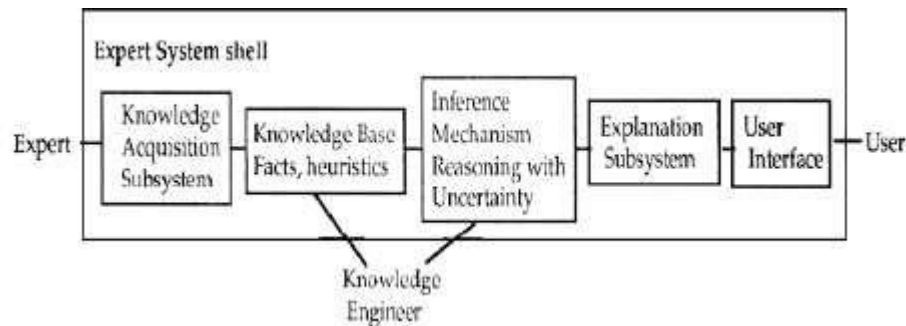 Expert System shell
Expert
Knowledge
Acquisition
Subsystem
Knowledge Base
Facts, heuristics
Inference
Mechanism
Reasoning with
Uncertainty
Explanation
Subsystem
User
Interface
User
Knowledge
Engineer